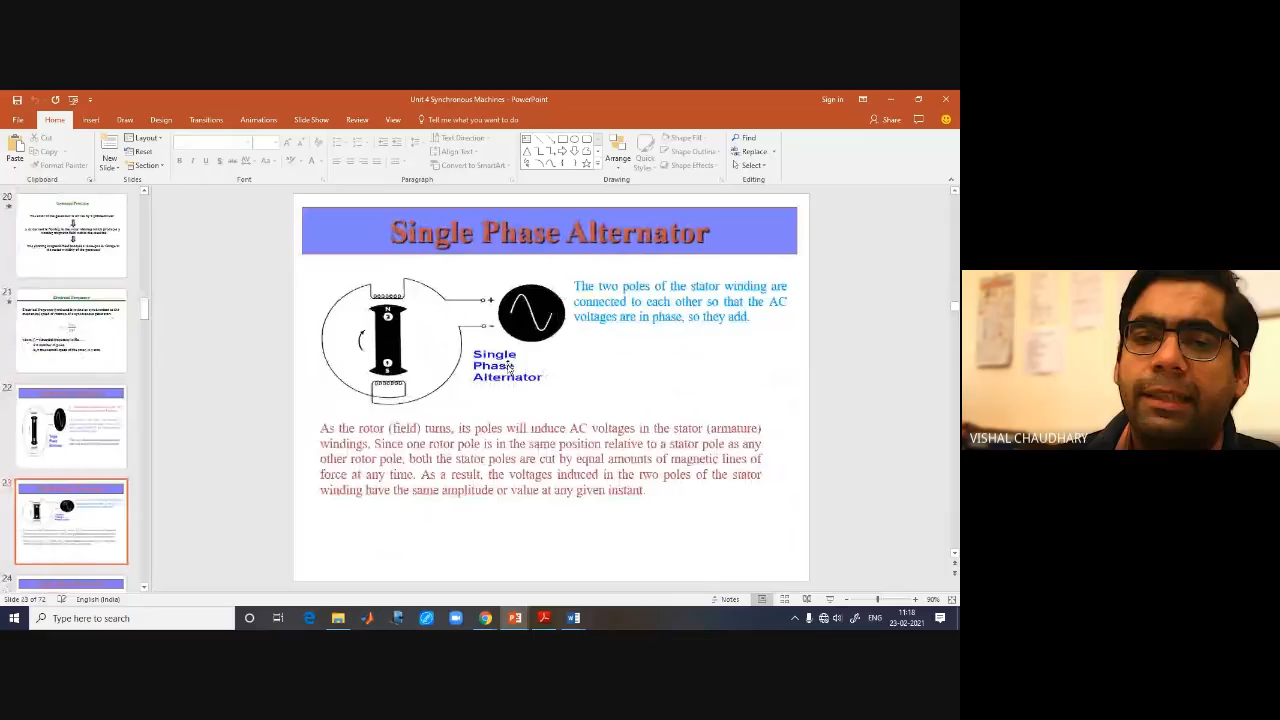 Unit 4 Synchronous Machines - PowerPoint
Sign in
File Home Insert Draw Design Transitions Animations Slide Show Review View Tell me what you want to do
Share
Paste
Cut
Copy
Format Painter
Clipboard
New Slide
Layout
Reset
Section
Slides
B I U S abc AV Aa A
Font
Text Direction
Align Text
Convert to SmartArt
Paragraph
Arrange
Quick Styles
Shape Fill
Shape Outline
Shape Effects
Drawing
Find
Replace
Select
Editing
20
21
22
23
24
Single Phase Alternator
N
S
+
-
Single
Phase
Alternator
The two poles of the stator winding are
connected to each other so that the AC
voltages are in phase, so they add.
As the rotor (field) turns, its poles will induce AC voltages in the stator (armature)
windings. Since one rotor pole is in the same position relative to a stator pole as any
other rotor pole, both the stator poles are cut by equal amounts of magnetic lines of
force at any time. As a result, the voltages induced in the two poles of the stator
winding have the same amplitude or value at any given instant.
VISHAL CHAUDHARY
Slide 23 of 72 English (India)
Notes
90%
Type here to search
ENG
11:18
23-02-2021